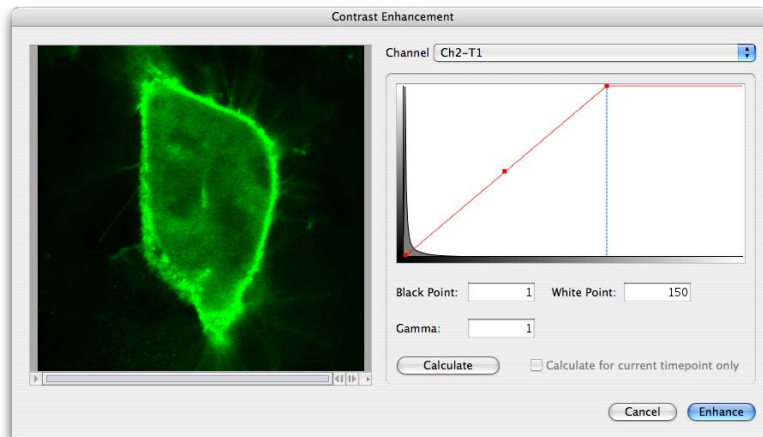 Contrast Enhancement
Channel Ch2-T1
Black Point: 1 White Point: 150
Gamma: 1
Calculate Calculate for current timepoint only
Cancel Enhance